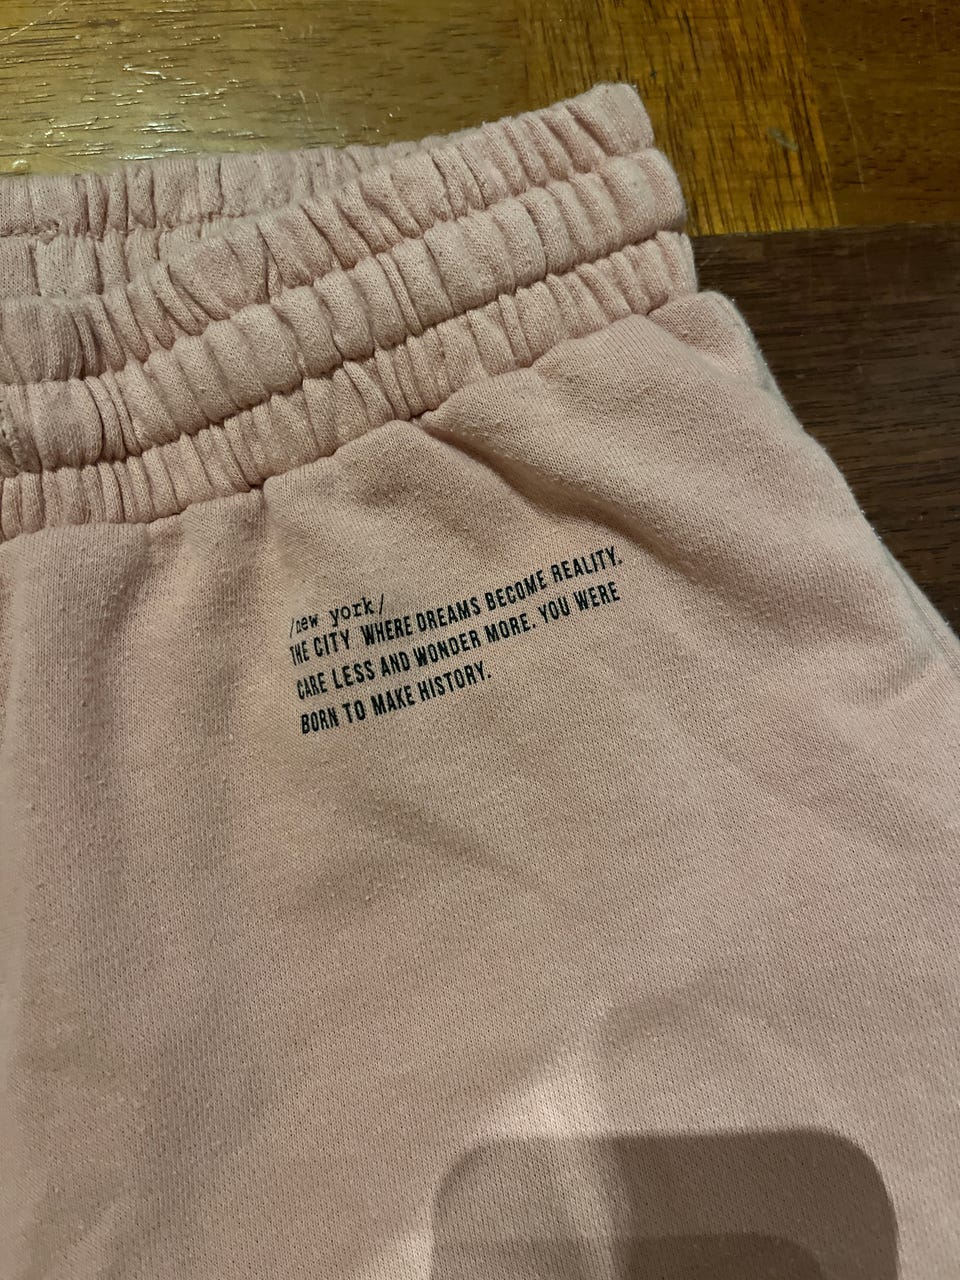 /new york/
THE CITY WHERE DREAMS BECOME REALITY.
CARE LESS AND WONDER MORE. YOU WERE
BORN TO MAKE HISTORY.